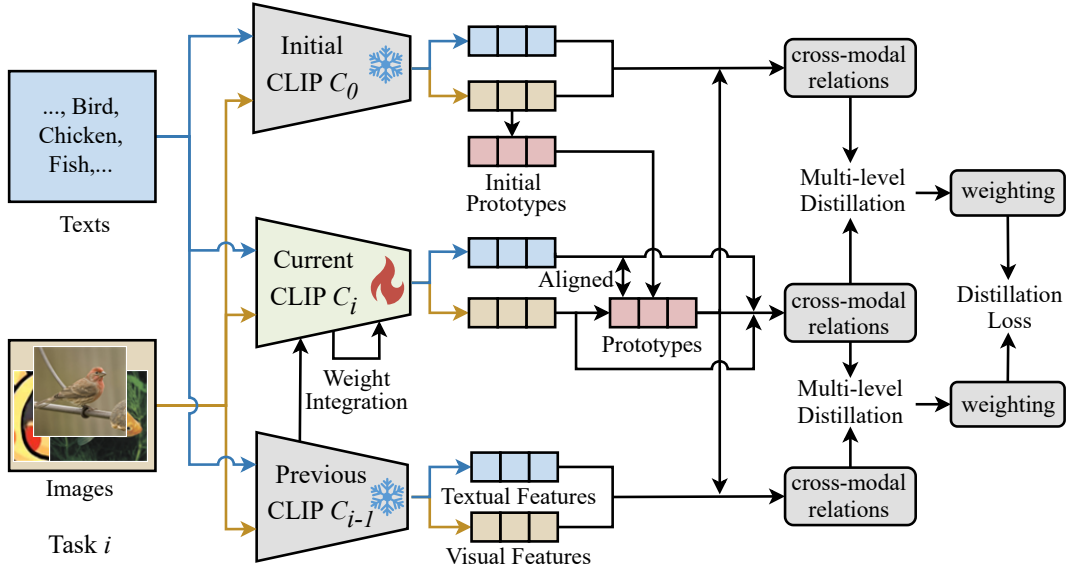 ..., Bird,
Chicken,
Fish,...
Texts
Images
Task i
Initial
CLIP C0
Initial
Prototypes
Current
CLIP Ci
Aligned
Prototypes
Weight
Integration
Previous
CLIP Ci-1
Textual Features
Visual Features
cross-modal
relations
Multi-level
Distillation
weighting
cross-modal
relations
Distillation
Loss
Multi-level
Distillation
weighting
cross-modal
relations